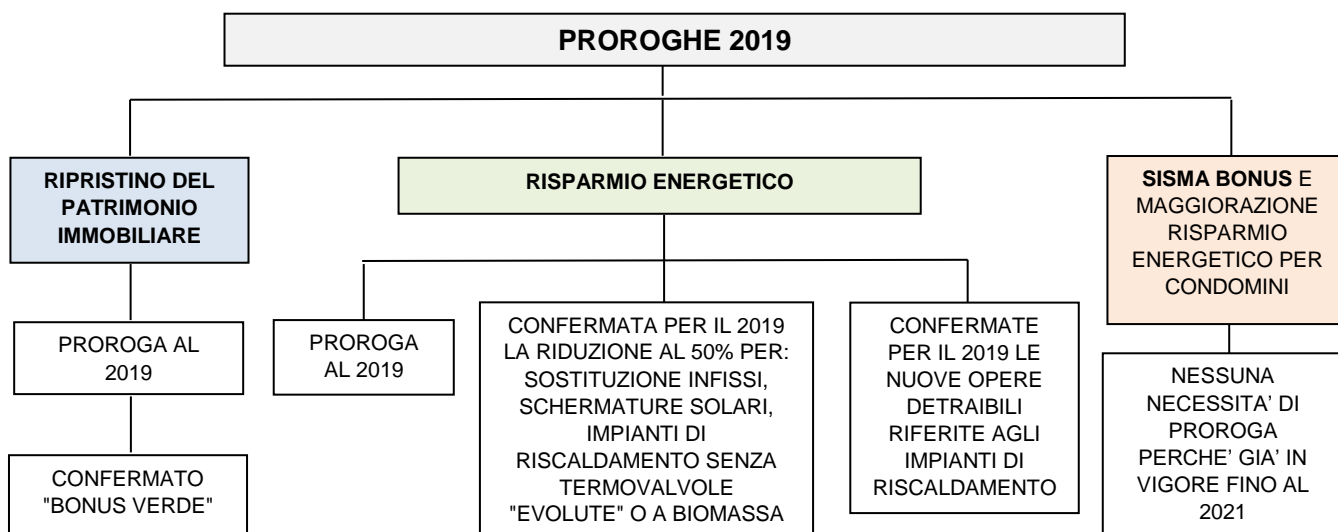 PROROGHE 2019
RIPRISTINO DEL
PATRIMONIO
IMMOBILIARE
PROROGA AL
2019
CONFERMATO
"BONUS VERDE"
RISPARMIO ENERGETICO
PROROGA
AL 2019
CONFERMATA PER IL 2019
LA RIDUZIONE AL 50% PER:
SOSTITUZIONE INFISSI,
SCHERMATURE SOLARI,
IMPIANTI DI
RISCALDAMENTO SENZA
TERMOVALVOLE
"EVOLUTE" O A BIOMASSA
CONFERMATE
PER IL 2019 LE
NUOVE OPERE
DETRAIBILI
RIFERITE AGLI
IMPIANTI DI
RISCALDAMENTO
SISMA BONUS E
MAGGIORAZIONE
RISPARMIO
ENERGETICO PER
CONDOMINI
NESSUNA
NECESSITA' DI
PROROGA
PERCHE' GIA' IN
VIGORE FINO AL
2021